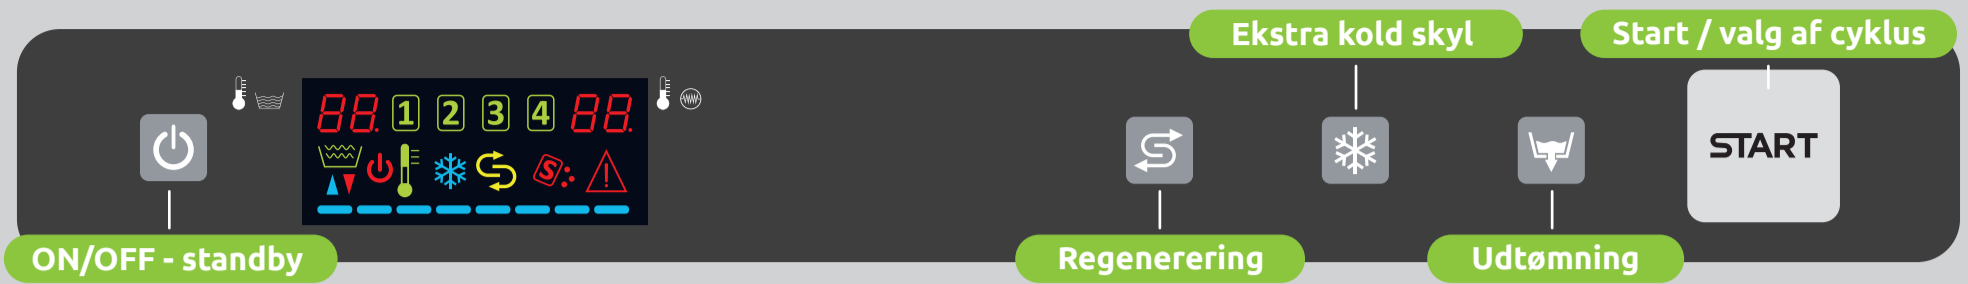 Ekstra kold skyl
Start / valg af cyklus
88. 1 2 3 4 88.
START
ON/OFF - standby
Regenerering
Udtømning